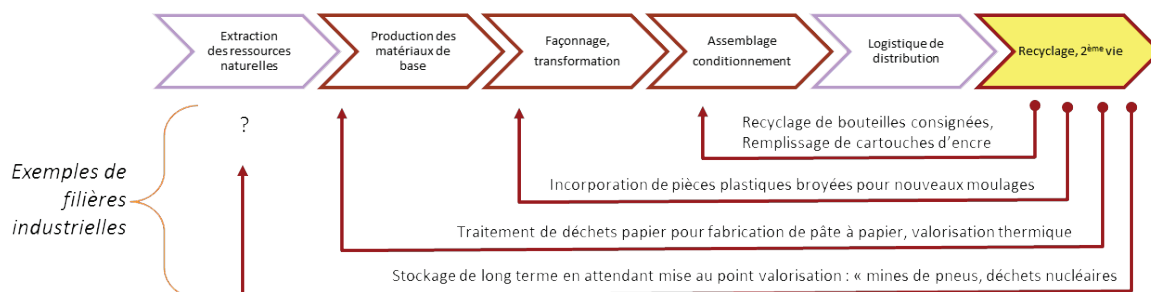 Extraction
des ressources
naturelles
Production des
matériaux de
base
Façonnage,
transformation
Assemblage
conditionnement
Logistique de
distribution
Recyclage, 2ème vie
?
Exemples de
filières
industrielles
Recyclage de bouteilles consignées,
Remplissage de cartouches d'encre
Incorporation de pièces plastiques broyées pour nouveaux moulages
Traitement de déchets papier pour fabrication de pâte à papier, valorisation thermique
Stockage de long terme en attendant mise au point valorisation : « mines de pneus, déchets nucléaires